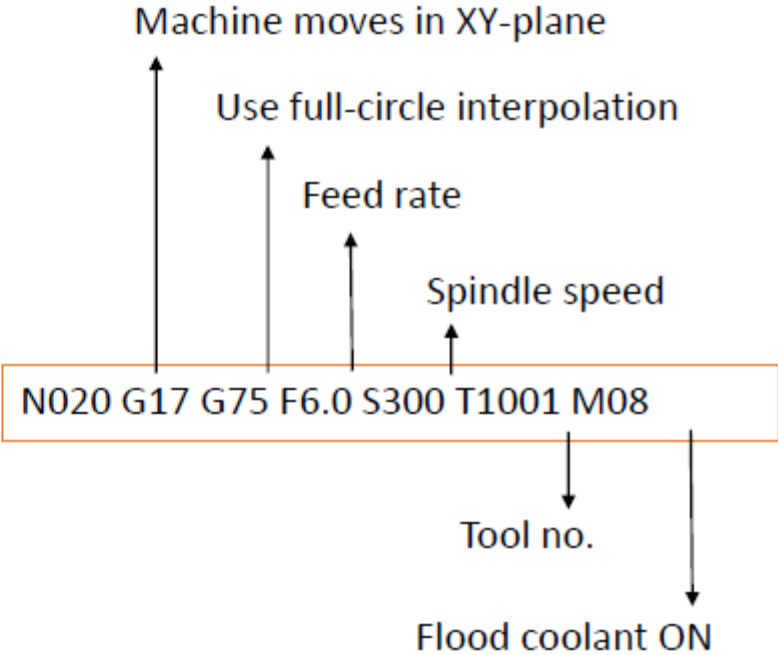 Machine moves in XY-plane
Use full-circle interpolation
Feed rate
Spindle speed
N020 G17 G75 F6.0 S300 T1001 M08
Tool no.
Flood coolant ON